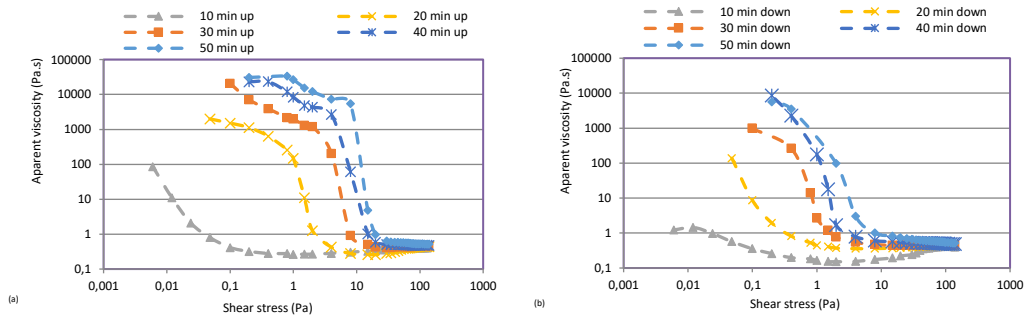 10 min up
20 min up
30 min up
40 min up
50 min up
Apparent viscosity (Pa.s)
100000
10000
1000
100
10
1
0,1
0,001
0,01
0,1
1
10
100
1000
Shear stress (Pa)
(a)
10 min down
20 min down
30 min down
40 min down
50 min down
Apparent viscosity (Pa.s)
100000
10000
1000
100
10
1
0,1
0,001
0,01
0,1
1
10
100
1000
Shear stress (Pa)
(b)